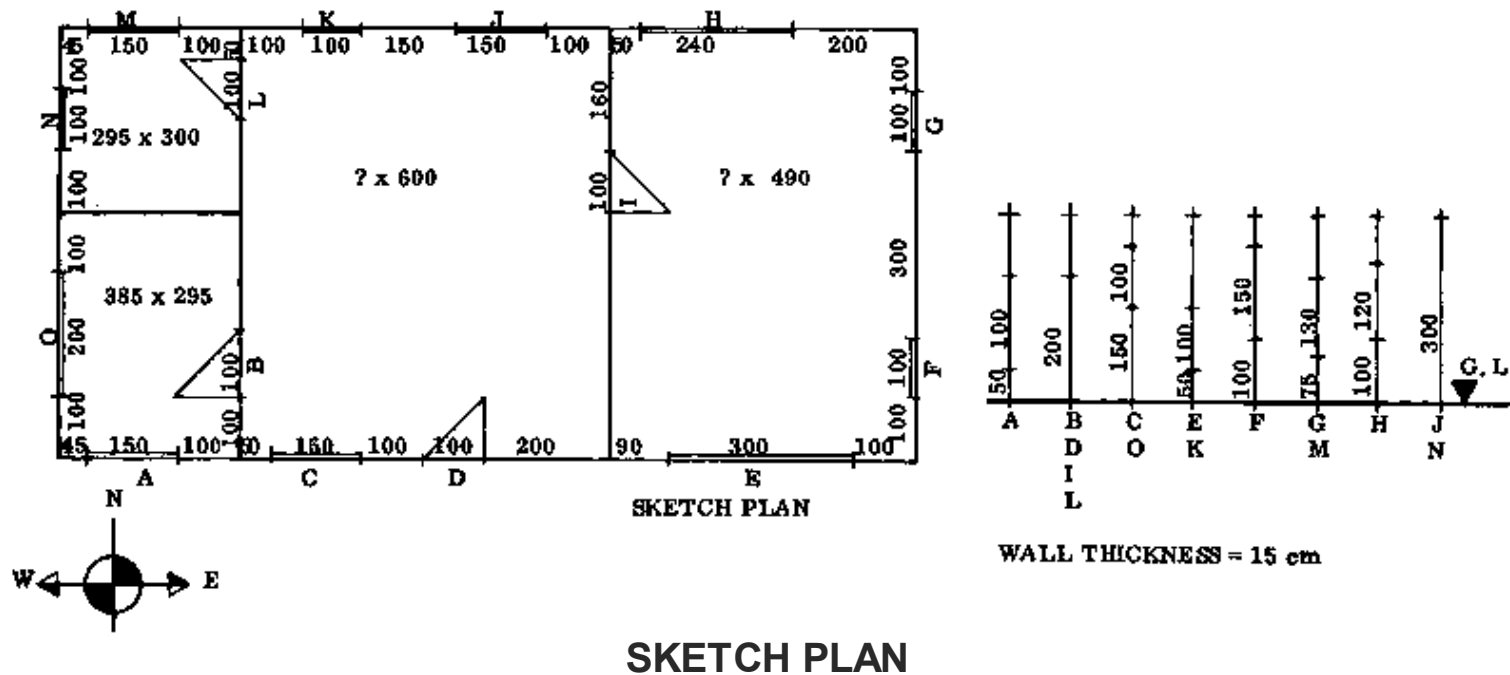 M K J H
45 150 100 50 100 100 150 150 100 50 240 200
100 100 L 160 100
N 100 100 G
295 x 300
? x 600 ? x 490
100 100 I
100 300
385 x 295
O 200 100 B 100 F
100 100 100
45 150 100 50 150 100 100 200 90 300 100
A C D E
SKETCH PLAN
N
W E
100 100 150 120
50 200 150 50 100 100 75 130 100 300
G.L
A B C E F G H J
D O K M N
I
L
WALL THICKNESS = 15 cm
SKETCH PLAN